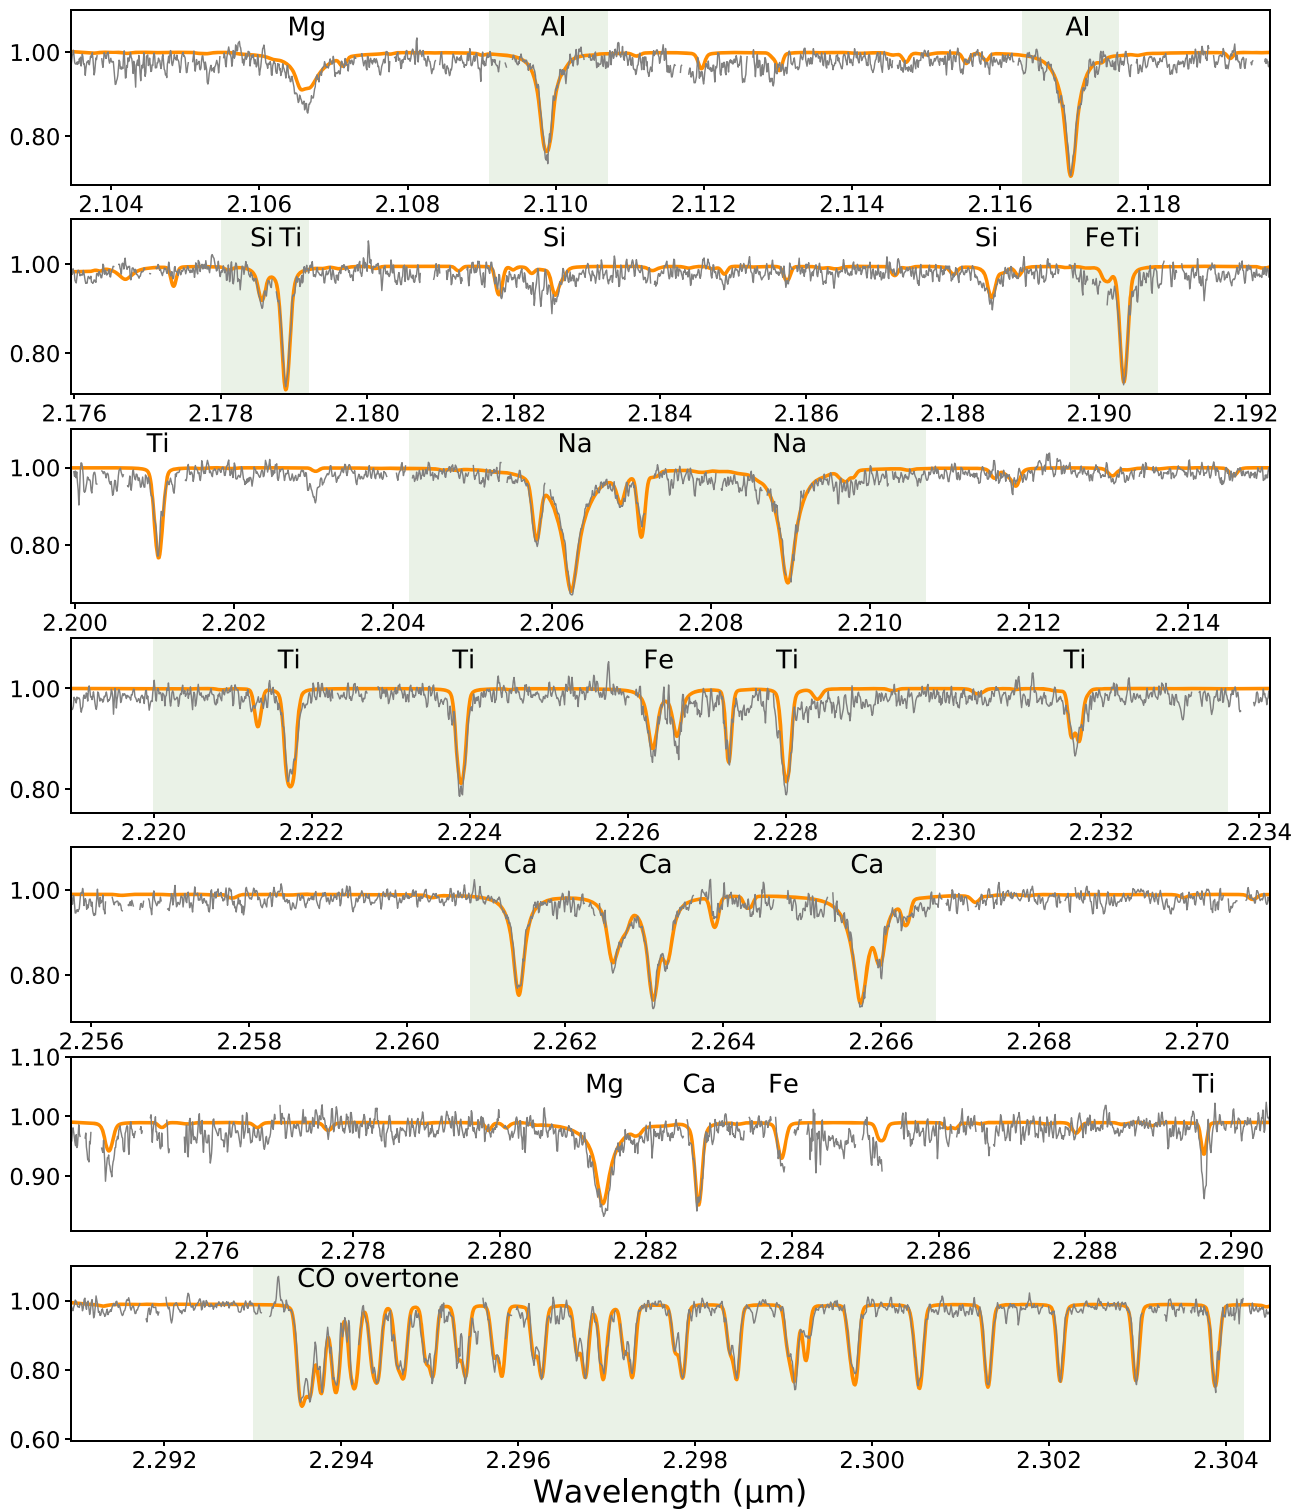 Mg Al Al
1.00
0.80
2.104 2.106 2.108 2.110 2.112 2.114 2.116 2.118
Si Ti Si Si Fe Ti
1.00
0.80
2.176 2.178 2.180 2.182 2.184 2.186 2.188 2.190 2.192
Ti Na Na
1.00
0.80
2.200 2.202 2.204 2.206 2.208 2.210 2.212 2.214
Ti Ti Fe Ti Ti
1.00
0.80
2.220 2.222 2.224 2.226 2.228 2.230 2.232 2.234
Ca Ca Ca
1.00
0.80
2.256 2.258 2.260 2.262 2.264 2.266 2.268 2.270
1.10
Mg Ca Fe Ti
1.00
0.90
2.276 2.278 2.280 2.282 2.284 2.286 2.288 2.290
CO overtone
1.00
0.80
0.60
2.292 2.294 2.296 2.298 2.300 2.302 2.304
Wavelength (μm)